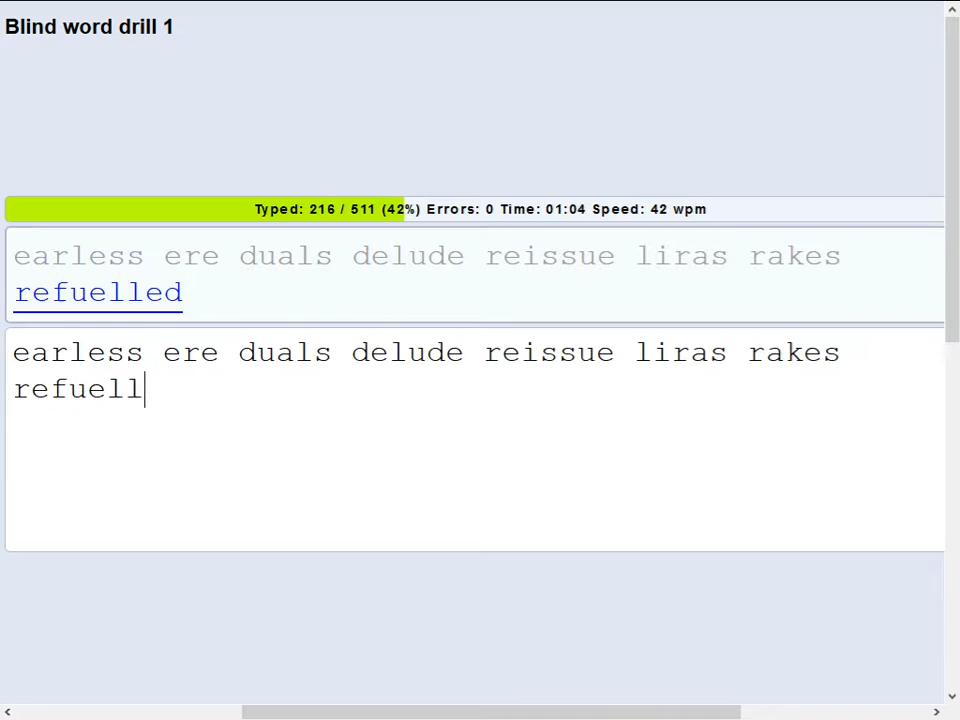 Blind word drill 1
Typed: 216 / 511 (42%) Errors: 0 Time: 01:04 Speed: 42 wpm
earless ere duals delude reissue liras rakes
refuelled
earless ere duals delude reissue liras rakes
refuell